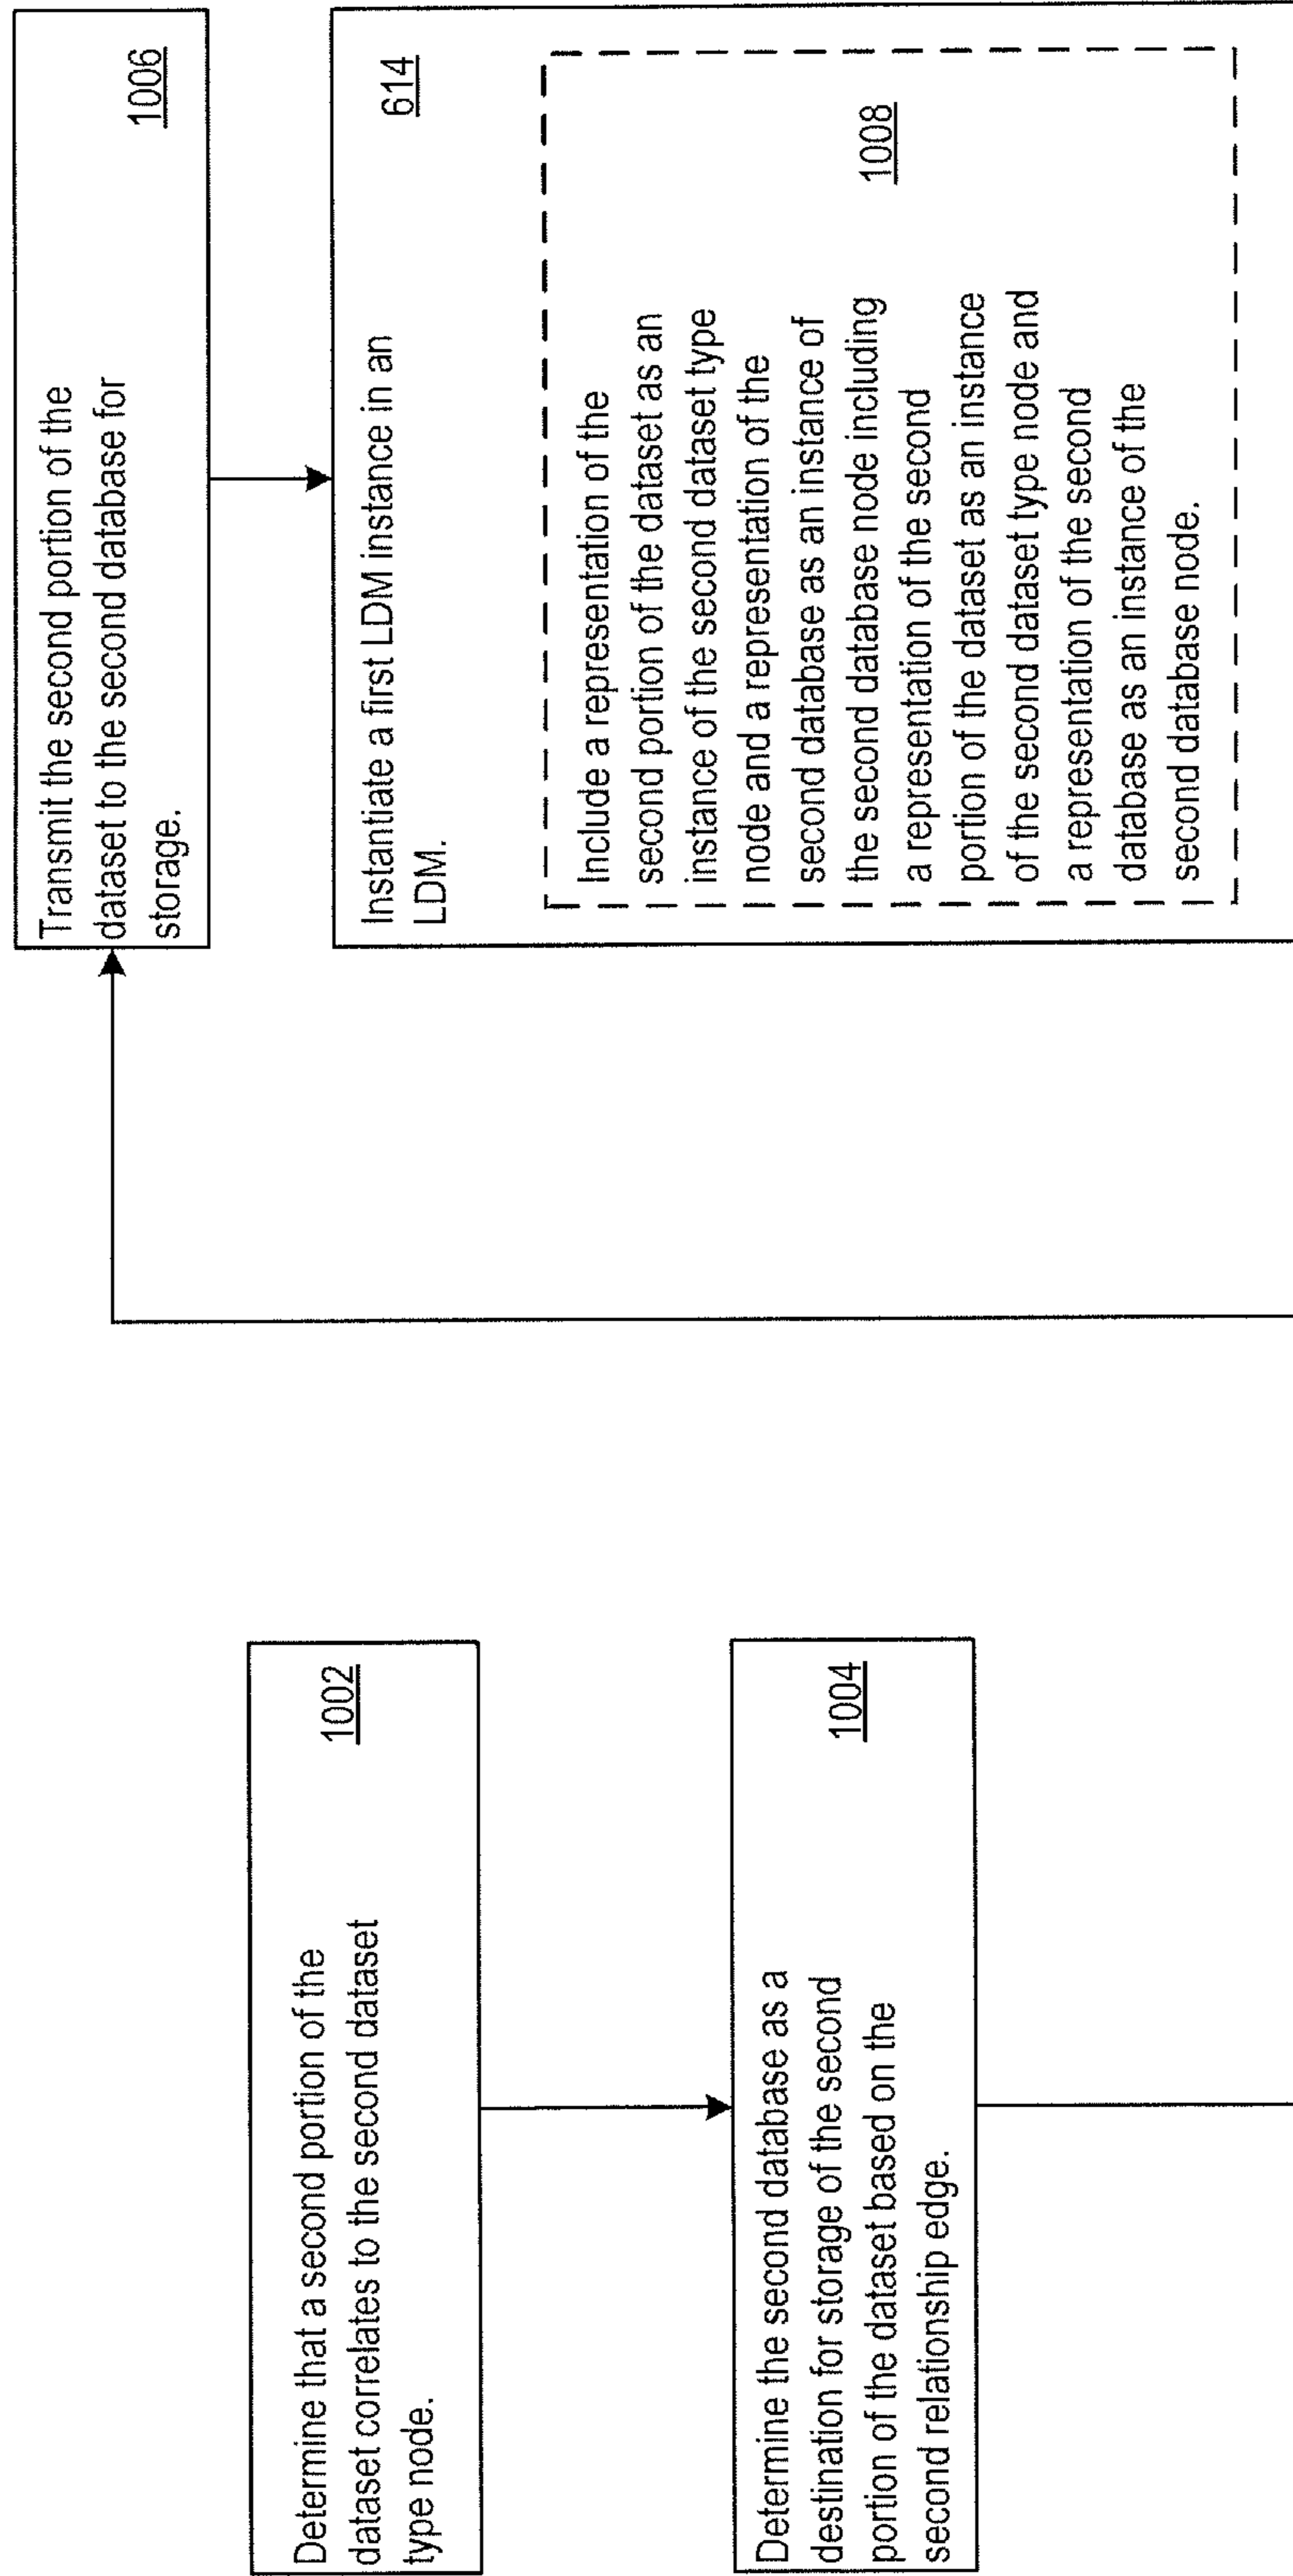 Determine that a second portion of the
dataset correlates to the second dataset
type node.
1002
Determine the second database as a
destination for storage of the second
portion of the dataset based on the
second relationship edge.
1004
Transmit the second portion of the
dataset to the second database for
storage.
1006
Instantiate a first LDM instance in an
LDM.
614
Include a representation of the
second portion of the dataset as an
instance of the second dataset type
node and a representation of the
second database as an instance of
the second database node including
a representation of the second
portion of the dataset as an instance
of the second dataset type node and
a representation of the second
database as an instance of the
second database node.
1008